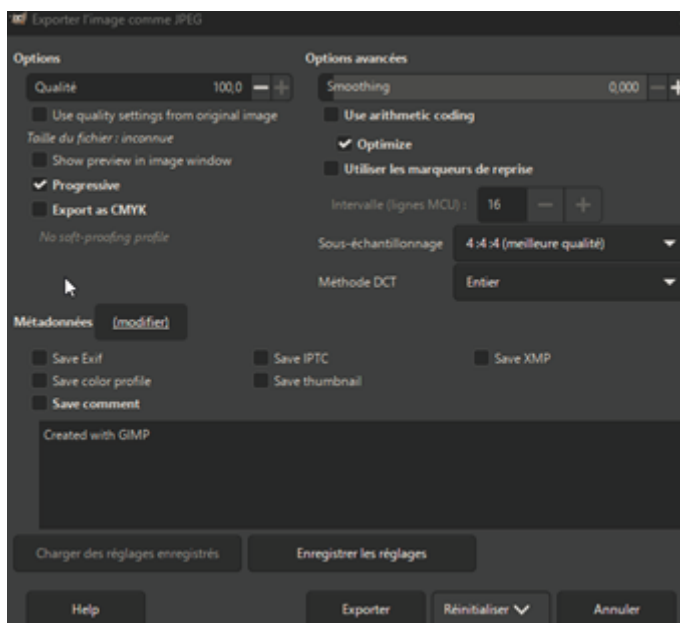 Exporter l'image comme JPEG
Options
Options avancées
Qualité 100,0
Smoothing 0,000
Use quality settings from original image
Use arithmetic coding
Taille du fichier : inconnue
Optimize
Show preview in image window
Utiliser les marqueurs de reprise
Progressive
Export as CMYK
Intervalle (lignes MCU) : 16
No soft-proofing profile
Sous-échantillonnage 4:4:4 (meilleure qualité)
Méthode DCT Entier
Métadonnées (modifier)
Save Exif Save IPTC Save XMP
Save color profile Save thumbnail
Save comment
Created with GIMP
Charger des réglages enregistrés Enregistrer les réglages
Help Exporter Réinitialiser Annuler